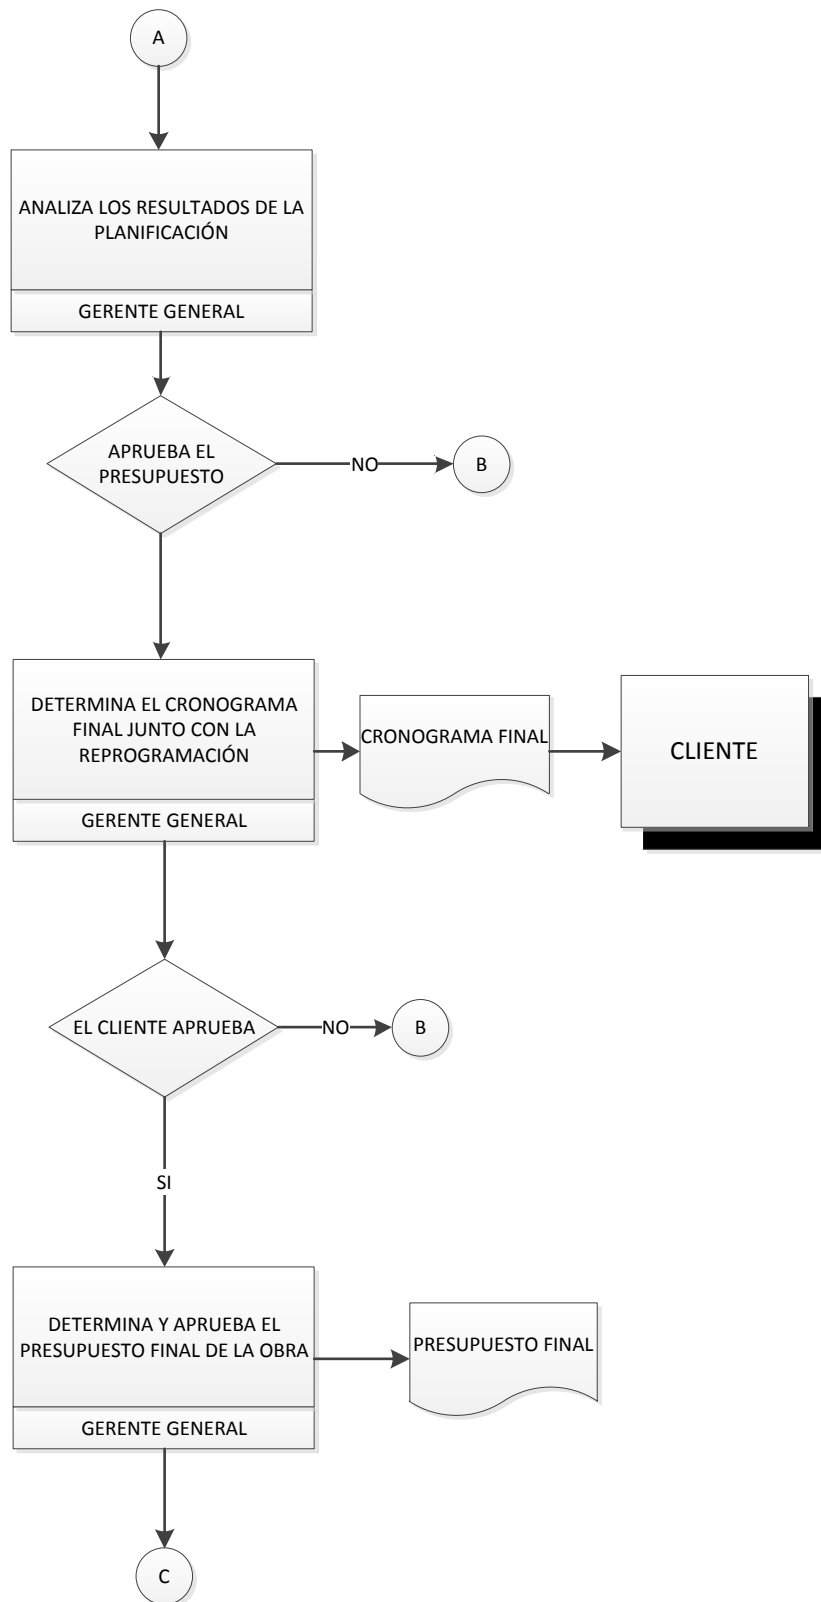 A
ANALIZA LOS RESULTADOS DE LA
PLANIFICACIÓN
GERENTE GENERAL
APRUEBA EL
PRESUPUESTO
NO
B
DETERMINA EL CRONOGRAMA
FINAL JUNTO CON LA
REPROGRAMACIÓN
GERENTE GENERAL
CRONOGRAMA FINAL
CLIENTE
EL CLIENTE APRUEBA
NO
B
SI
DETERMINA Y APRUEBA EL
PRESUPUESTO FINAL DE LA OBRA
GERENTE GENERAL
PRESUPUESTO FINAL
C